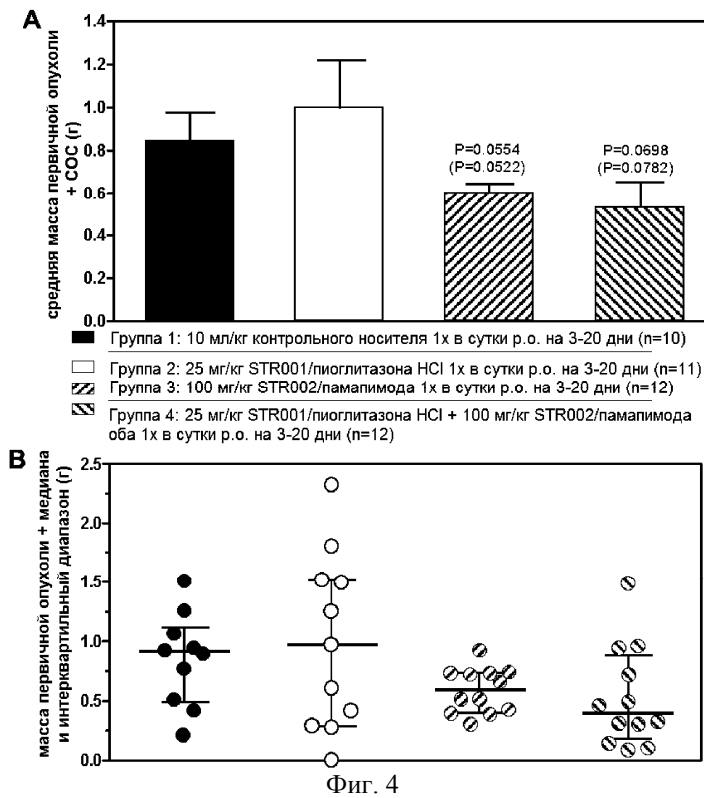 A
средняя масса первичной опухоли
+ СОС (г)
1.4
1.2
1.0
0.8
0.6
0.4
0.2
0.0
P=0.0554
(P=0.0522)
P=0.0698
(P=0.0782)
Группа 1: 10 мл/кг контрольного носителя 1x в сутки р.о. на 3-20 дни (n=10)
Группа 2: 25 мг/кг STR001/пиоглитазона HCl 1x в сутки р.о. на 3-20 дни (n=11)
Группа 3: 100 мг/кг STR002/памапимода 1x в сутки р.о. на 3-20 дни (n=12)
Группа 4: 25 мг/кг STR001/пиоглитазона HCl + 100 мг/кг STR002/памапимода
оба 1x в сутки р.о. на 3-20 дни (n=12)
B
масса первичной опухоли + медиана
и интерквартильный диапазон (г)
2.5
2.0
1.5
1.0
0.5
0.0
Фиг. 4